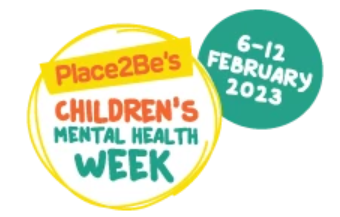 Place2Be's
CHILDREN'S
MENTAL HEALTH
WEEK
6-12
FEBRUARY
2023